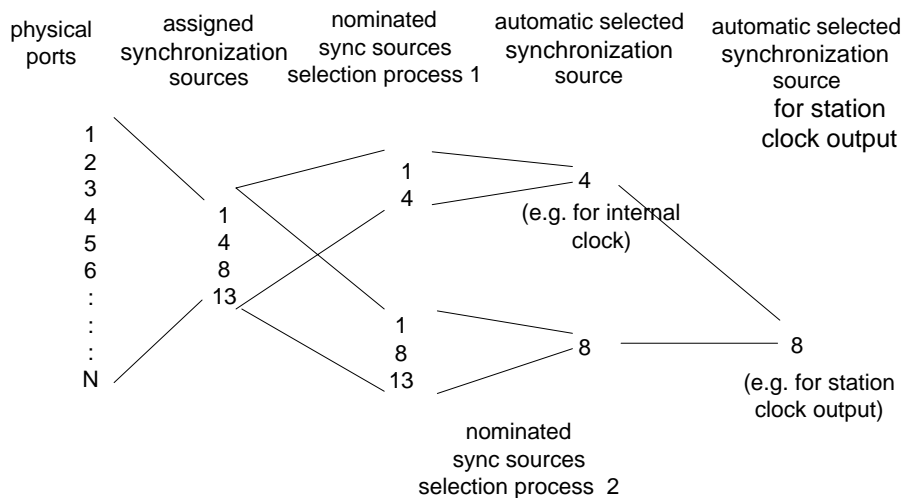 physical
ports
assigned
synchronization
sources
nominated
sync sources
selection process 1
automatic selected
synchronization
source
automatic selected
synchronization
source
for station
clock output
1
2
3
4
5
6
:
:
:
N
1
4
8
13
1
4
4
(e.g. for internal
clock)
1
8
13
8
8
(e.g. for station
clock output)
nominated
sync sources
selection process 2